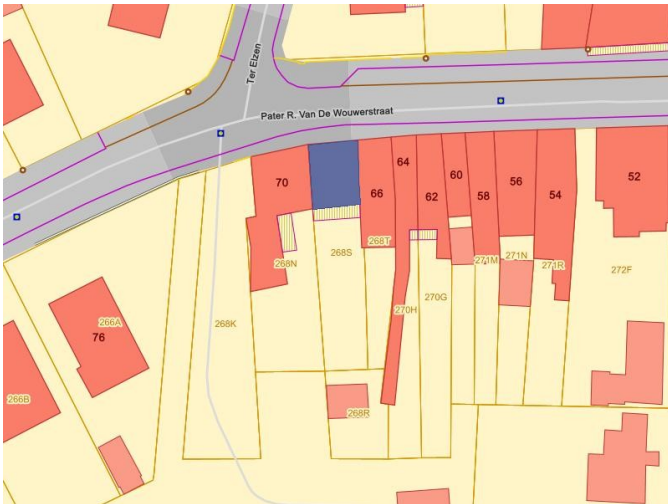 Ter Elzen
Pater R. Van De Wouwerstraat
70
66
64
62
60
58
56
54
52
268N
268S
268T
270H
270G
271M
271N
271R
272F
266A
76
266B
268K
268R